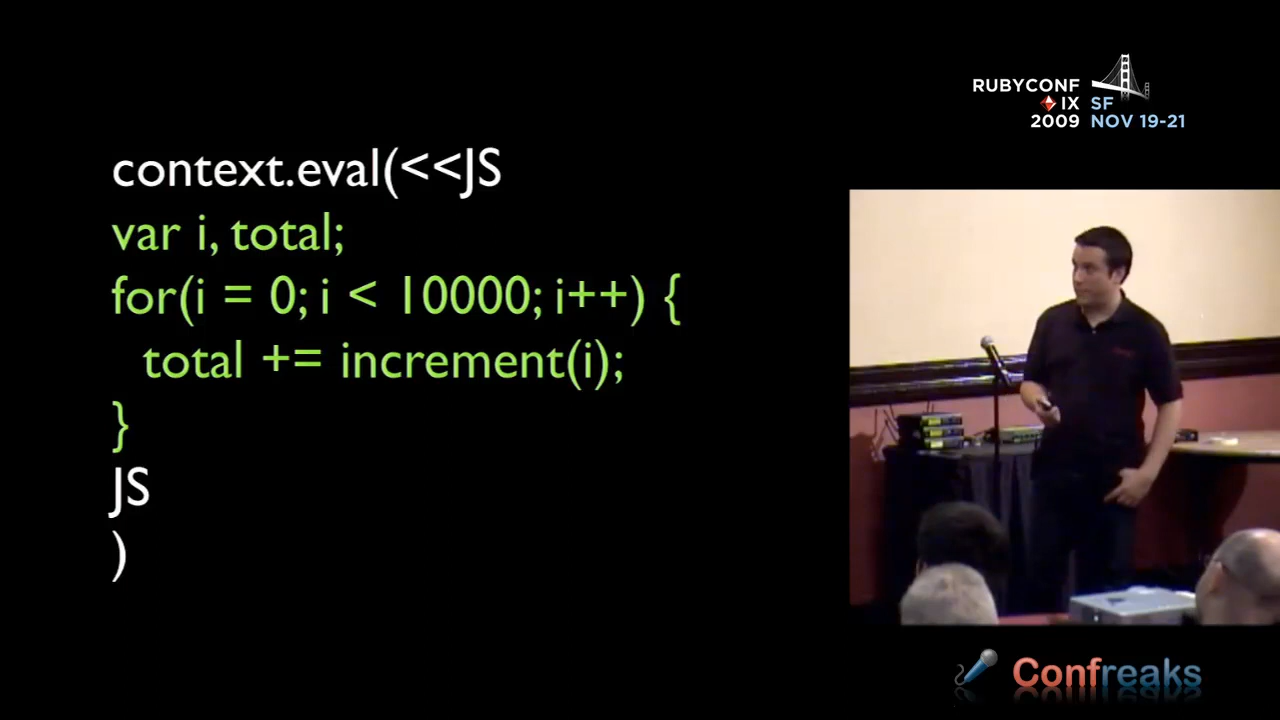 context.eval(<<JS
var i, total;
for(i = 0; i < 10000; i++) {
total += increment(i);
}
JS
)
RUBYCONF
IX SF
2009 NOV 19-21
Confreaks